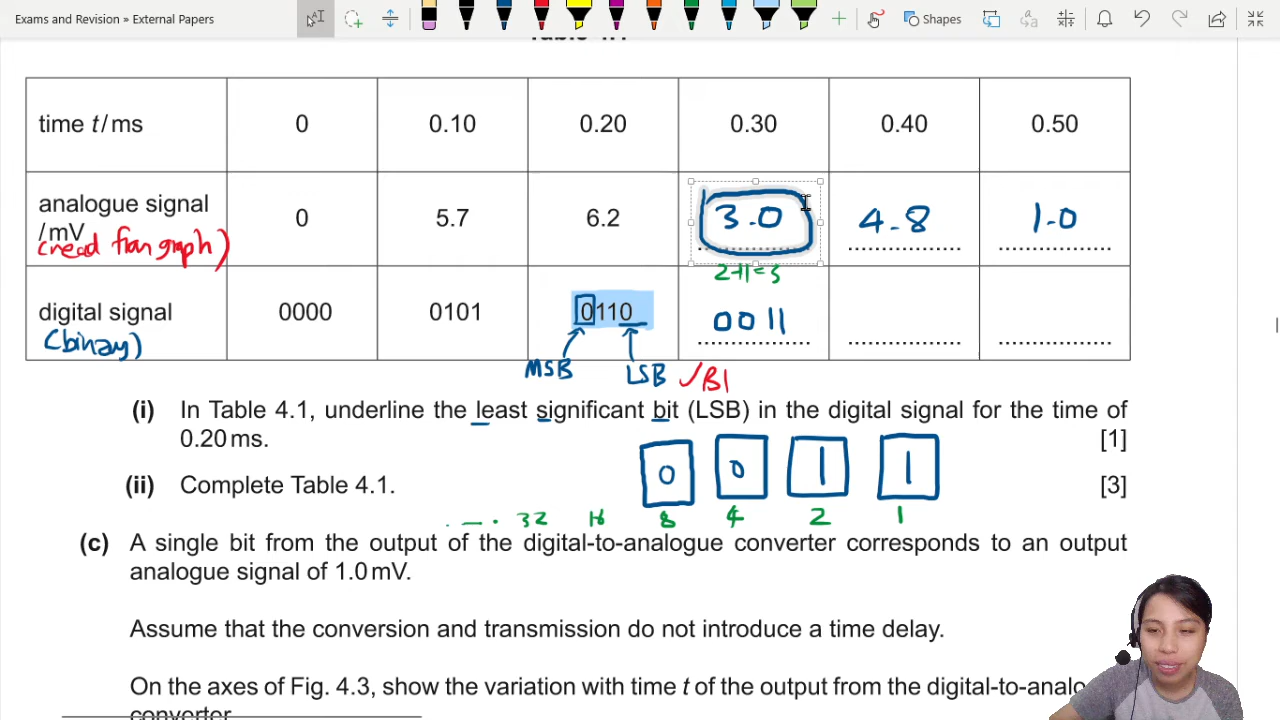 Exams and Revision » External Papers
Shapes
time t/ms 0 0.10 0.20 0.30 0.40 0.50
analogue signal /mV 0 5.7 6.2 3.0 4.8 1.0
(read from graph)
2+1=3
digital signal 0000 0101 0110 0011
(binary)
MSB LSB ✓B1
(i) In Table 4.1, underline the least significant bit (LSB) in the digital signal for the time of
0.20 ms. [1]
0 0 1 1
(ii) Complete Table 4.1. [3]
32 16 8 4 2 1
(c) A single bit from the output of the digital-to-analogue converter corresponds to an output
analogue signal of 1.0 mV.
Assume that the conversion and transmission do not introduce a time delay.
On the axes of Fig. 4.3, show the variation with time t of the output from the digital-to-analo
converter